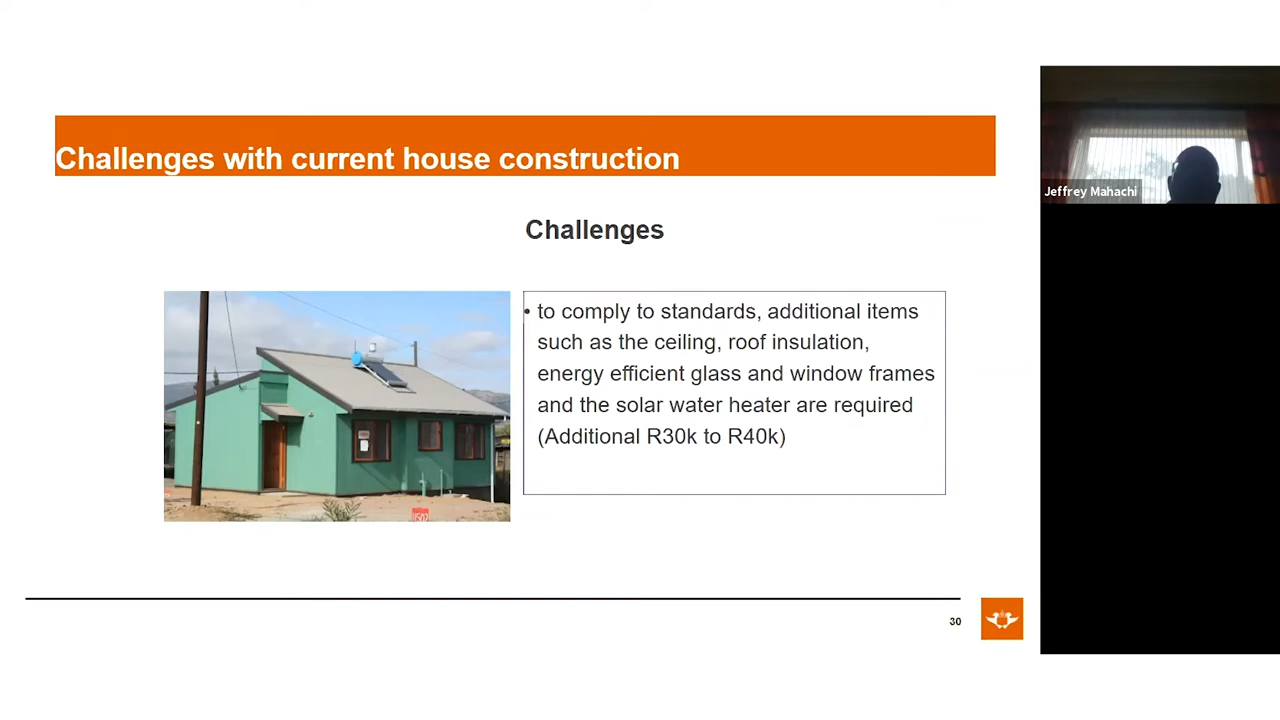 Challenges with current house construction
Challenges
• to comply to standards, additional items
such as the ceiling, roof insulation,
energy efficient glass and window frames
and the solar water heater are required
(Additional R30k to R40k)
Jeffrey Mahachi
30